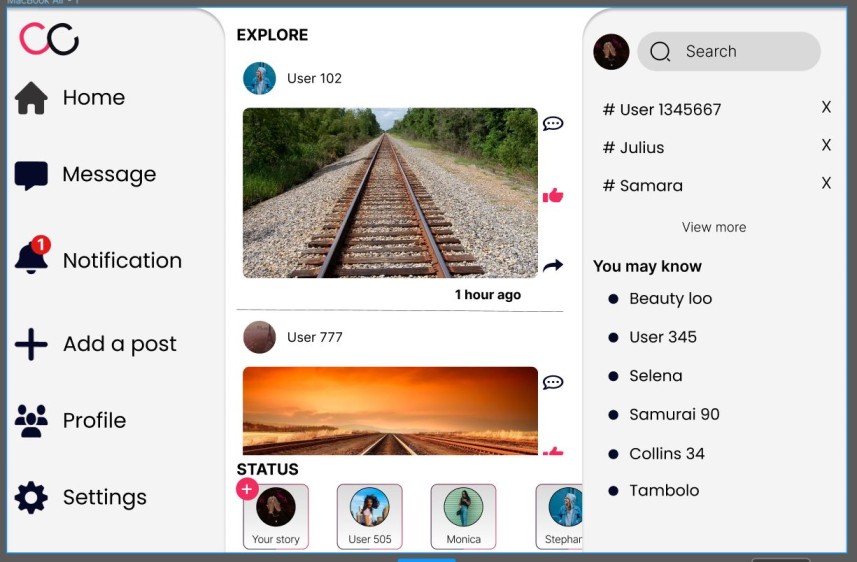 MacBook Air - 1
CC
Home
Message
1
Notification
Add a post
Profile
Settings
EXPLORE
User 102
1 hour ago
User 777
STATUS
+
Your story
User 505
Monica
Stephan
Search
# User 1345667 X
# Julius X
# Samara X
View more
You may know
Beauty loo
User 345
Selena
Samurai 90
Collins 34
Tambolo